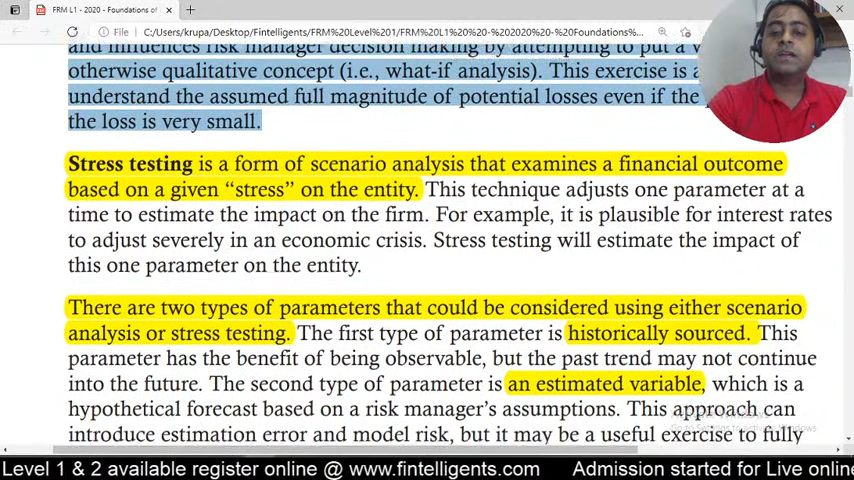 FRM L1 - 2020 - Foundations of
File C:/Users/krupa/Desktop/Fintelligents/FRM%20Level%201/FRM%20L1%20%20-%202020%20-%20Foundations%...
and influences risk manager decision making by attempting to put a v
otherwise qualitative concept (i.e., what-if analysis). This exercise is a
understand the assumed full magnitude of potential losses even if the p
the loss is very small.
Stress testing is a form of scenario analysis that examines a financial outcome
based on a given “stress” on the entity. This technique adjusts one parameter at a
time to estimate the impact on the firm. For example, it is plausible for interest rates
to adjust severely in an economic crisis. Stress testing will estimate the impact of
this one parameter on the entity.
There are two types of parameters that could be considered using either scenario
analysis or stress testing. The first type of parameter is historically sourced. This
parameter has the benefit of being observable, but the past trend may not continue
into the future. The second type of parameter is an estimated variable, which is a
hypothetical forecast based on a risk manager’s assumptions. This approach can
introduce estimation error and model risk, but it may be a useful exercise to fully
Activate Windows
Go to Settings to activate Windows
Level 1 & 2 available register online @ www.fintelligents.com Admission started for Live online